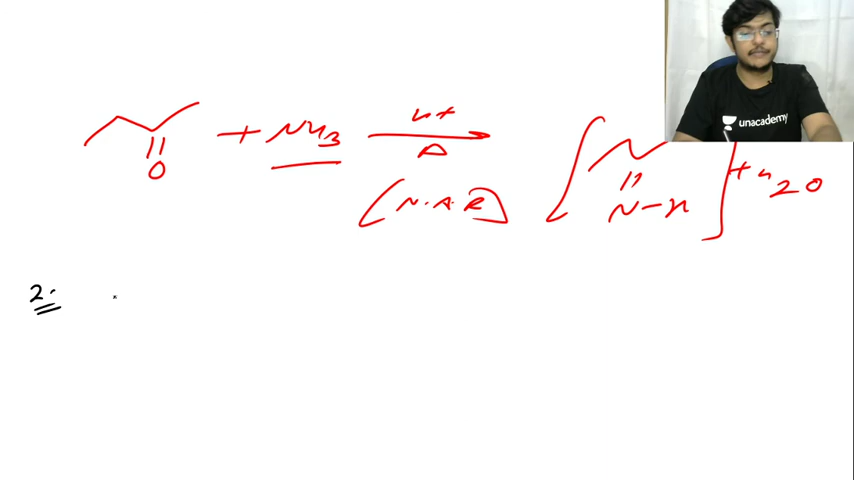 + NH3 H+ Δ + H2O
O
[N.A.R]
N-H
2.
unacademy